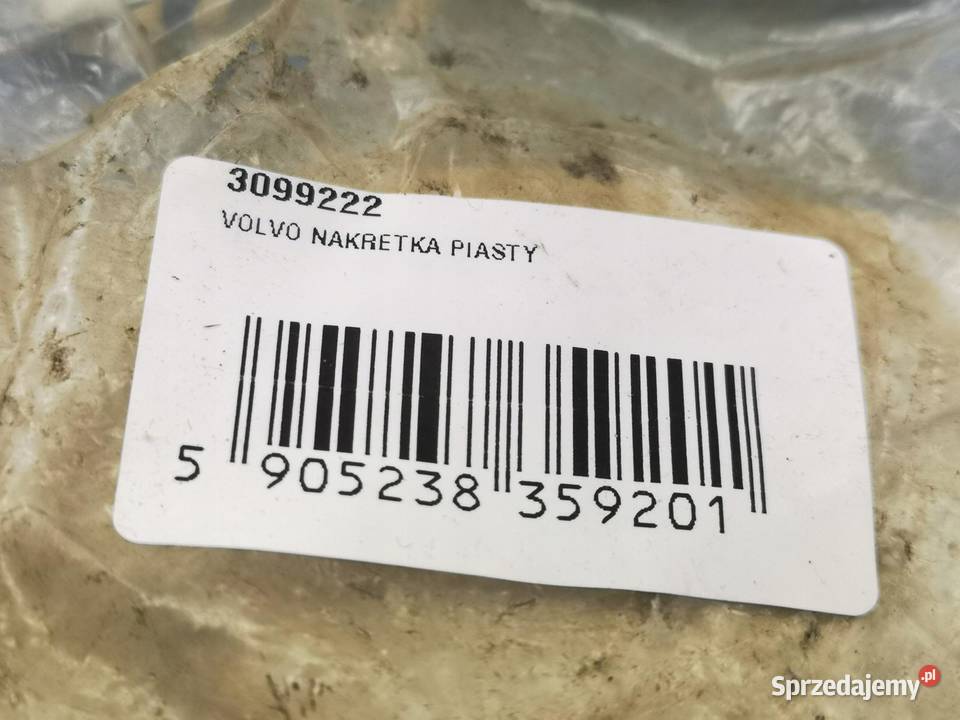 3099222
VOLVO NAKRETKA PIASTY
5 905238 359201
Sprzedajemy.pl